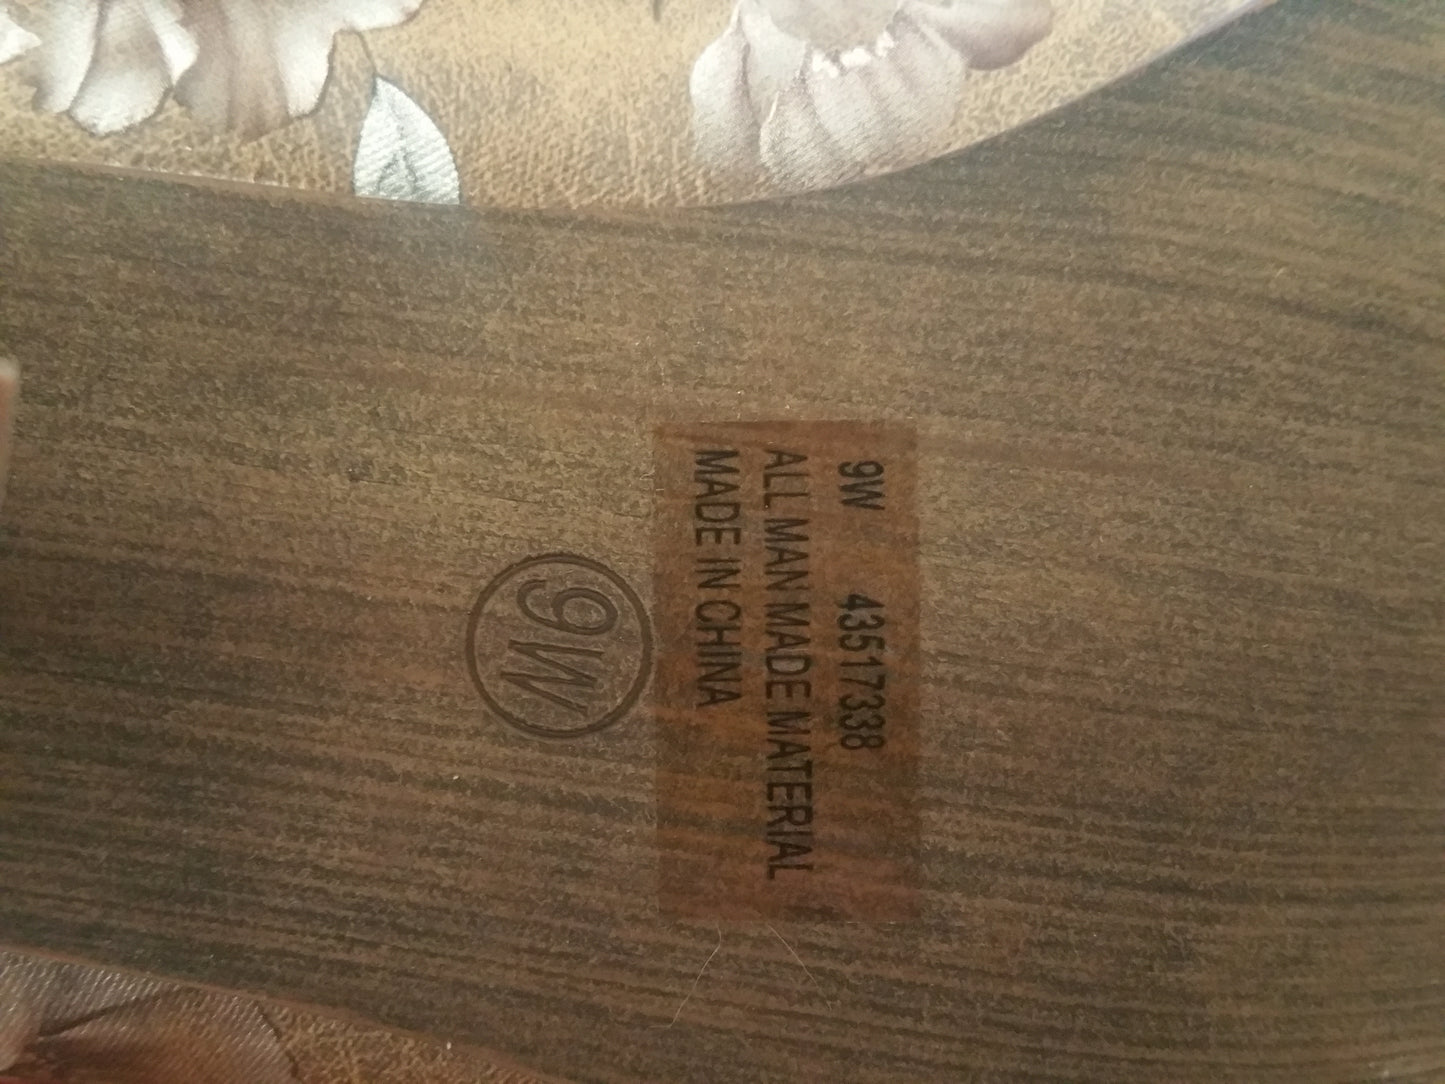 9W 43517338
ALL MAN MADE MATERIAL
MADE IN CHINA
9W